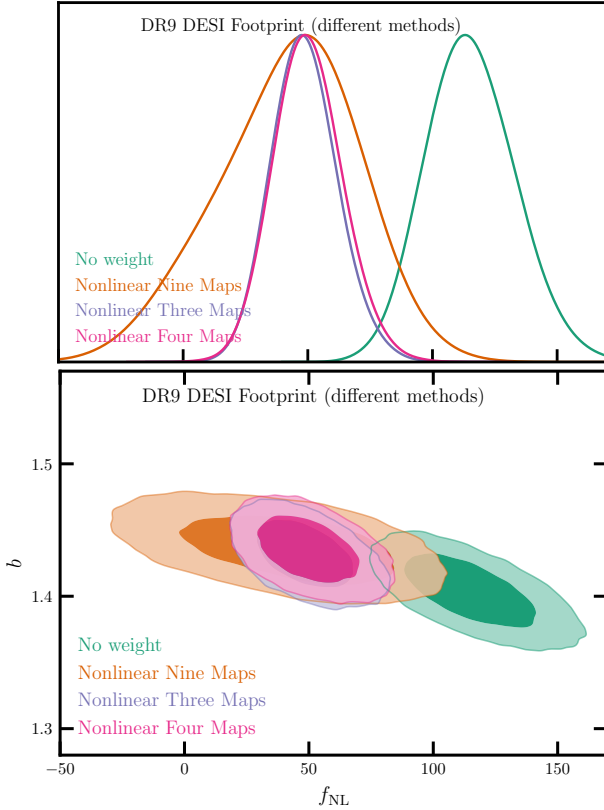 DR9 DESI Footprint (different methods)
No weight
Nonlinear Nine Maps
Nonlinear Three Maps
Nonlinear Four Maps
DR9 DESI Footprint (different methods)
1.5
b
1.4
No weight
Nonlinear Nine Maps
Nonlinear Three Maps
Nonlinear Four Maps
1.3
−50 0 50 100 150
f_NL